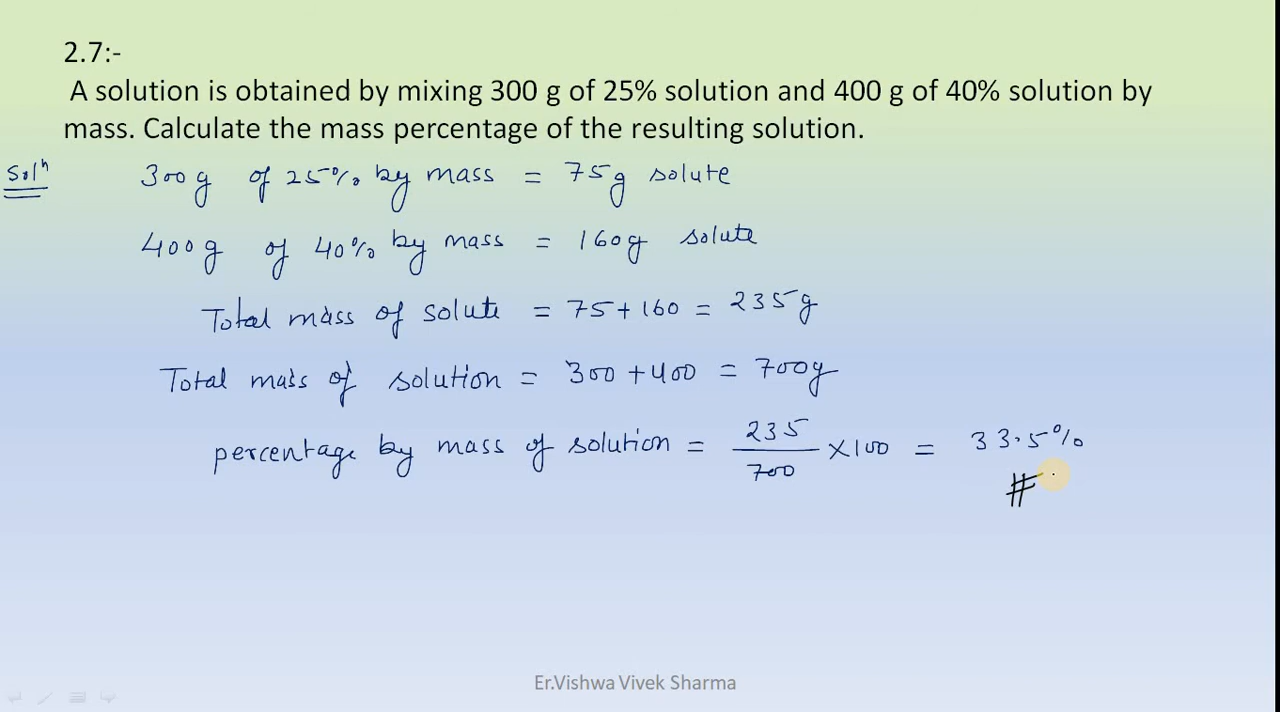 2.7:-
A solution is obtained by mixing 300 g of 25% solution and 400 g of 40% solution by
mass. Calculate the mass percentage of the resulting solution.
Solⁿ 300g of 25% by mass = 75g solute
400g of 40% by mass = 160g solute
Total mass of solute = 75 + 160 = 235g
Total mass of solution = 300 + 400 = 700g
percentage by mass of solution = 235/700 × 100 = 33.5%
#
Er.Vishwa Vivek Sharma